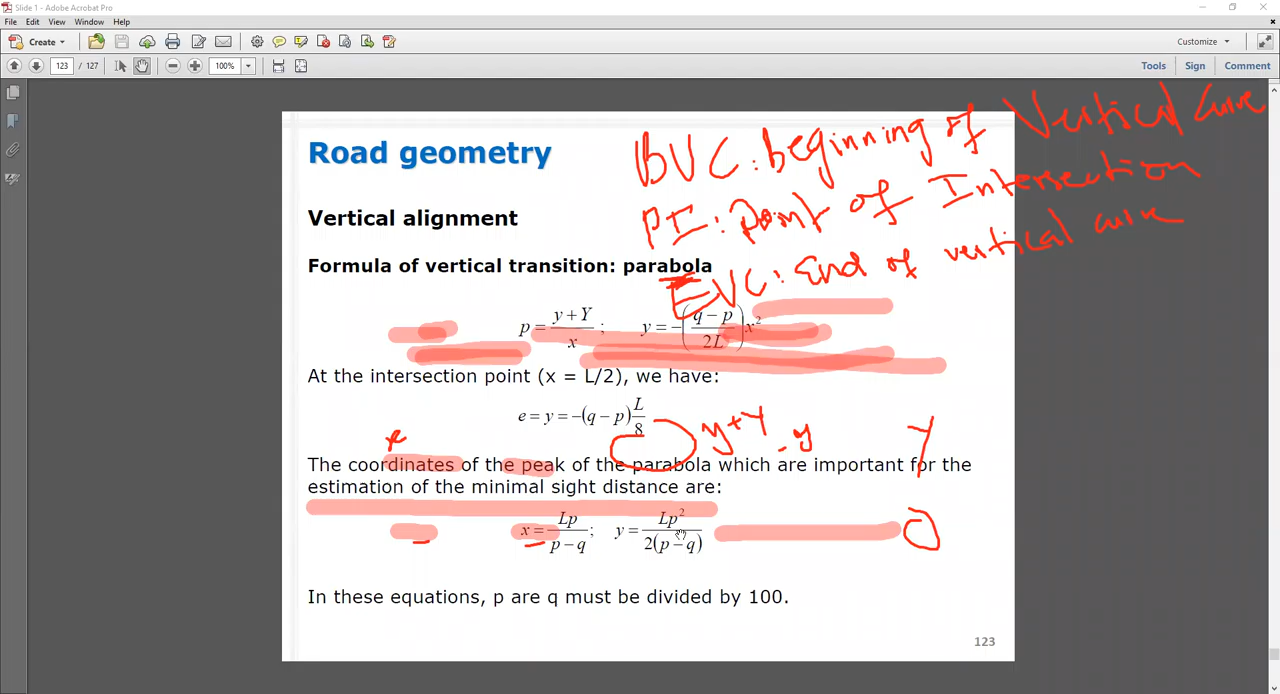 Slide 1 - Adobe Acrobat Pro
File Edit View Window Help
Create
Customize
123 / 127
100%
Tools Sign Comment
Road geometry
BVC: beginning of Vertical Curve
Vertical alignment
PI: point of Intersection
Formula of vertical transition: parabola
EVC: End of vertical curve
p = (y + Y)/x ; y = -((q - p)/2L)x²
At the intersection point (x = L/2), we have:
e = y = -(q - p) L/8
y+Y - y
Y
The coordinates of the peak of the parabola which are important for the
estimation of the minimal sight distance are:
x = Lp/(p - q) ; y = Lp²/2(p - q)
In these equations, p are q must be divided by 100.
123